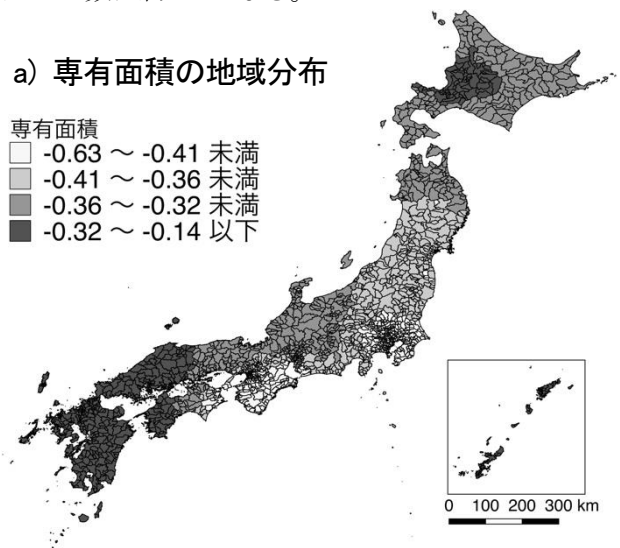 a) 専有面積の地域分布
専有面積
-0.63 ～ -0.41 未満
-0.41 ～ -0.36 未満
-0.36 ～ -0.32 未満
-0.32 ～ -0.14 以下
0 100 200 300 km